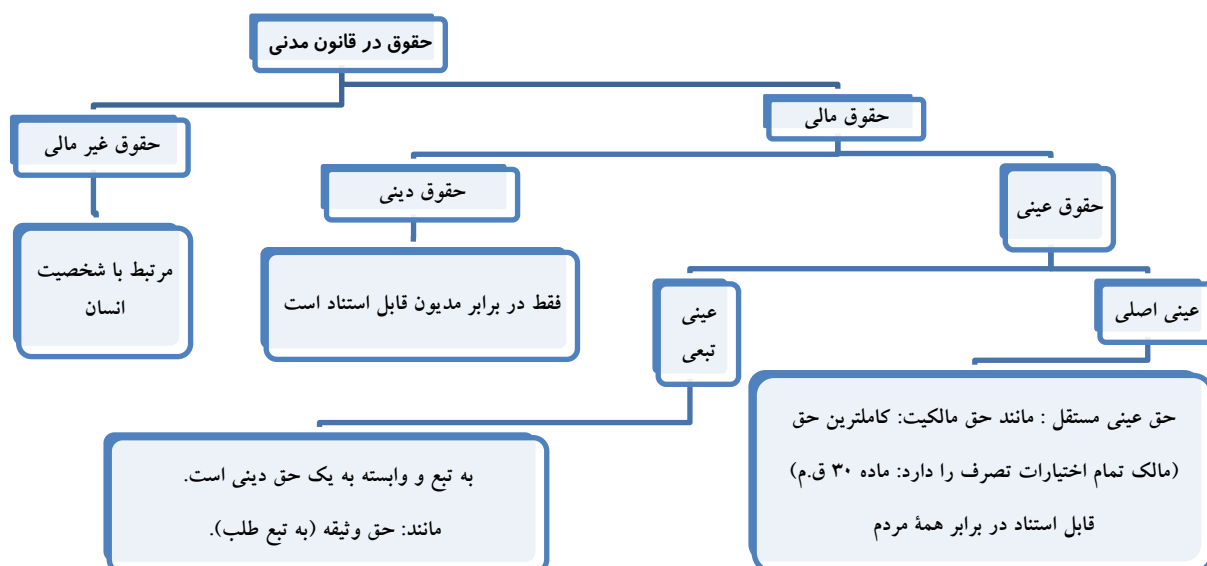 حقوق در قانون مدنی
حقوق مالی
حقوق غیر مالی
حقوق عینی
حقوق دینی
مرتبط با شخصیت
انسان
فقط در برابر مدیون قابل استناد است
عینی اصلی
عینی
تبعی
حق عینی مستقل : مانند حق مالکیت: کاملترین حق
(مالک تمام اختیارات تصرف را دارد: ماده ۳۰ ق.م)
قابل استناد در برابر همۀ مردم
به تبع و وابسته به یک حق دینی است.
مانند: حق وثیقه (به تبع طلب).